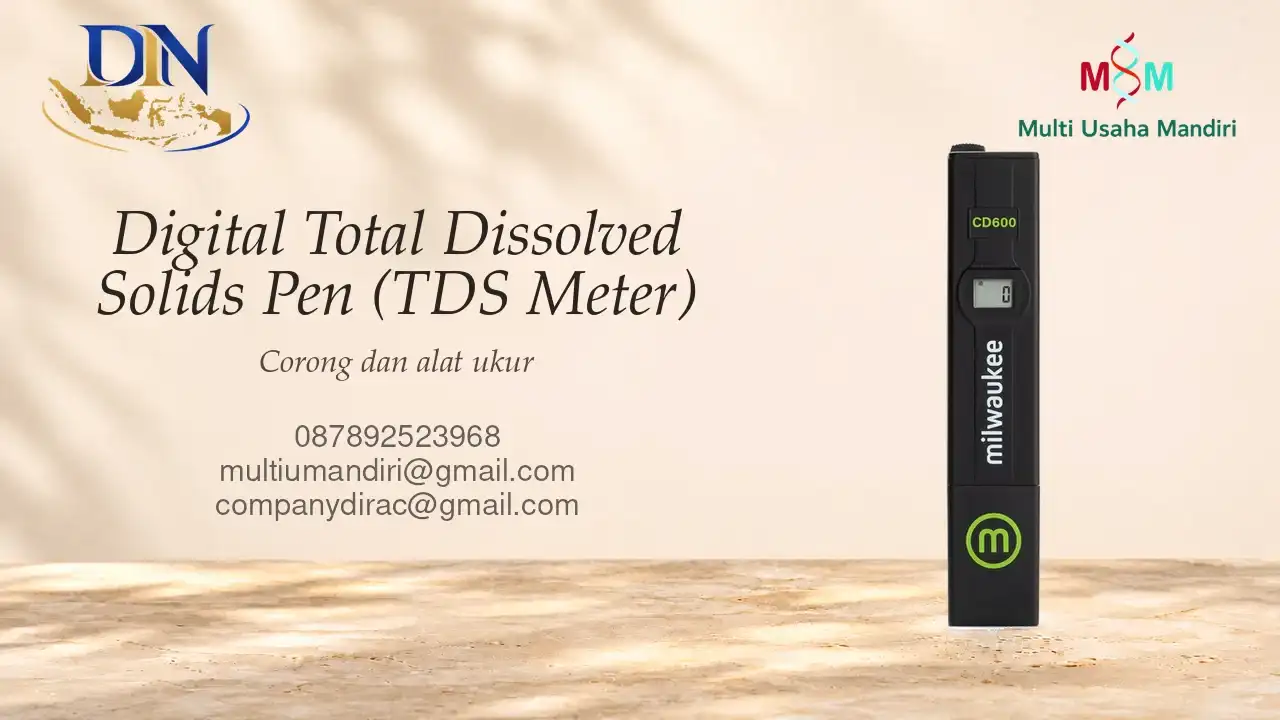 DN
M M
Multi Usaha Mandiri
Digital Total Dissolved
Solids Pen (TDS Meter)
Corong dan alat ukur
087892523968
multiumandiri@gmail.com
companydirac@gmail.com
CD600
0
milwaukee
m